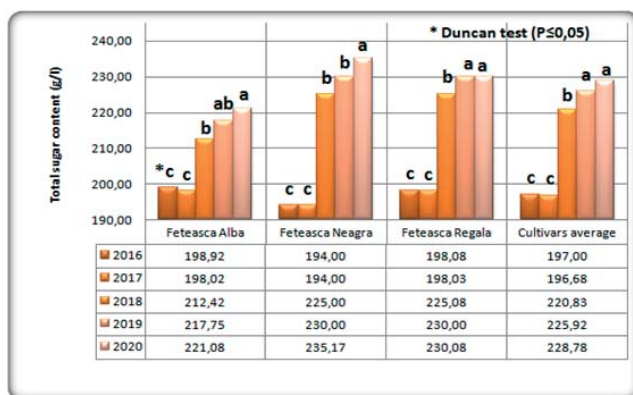 * Duncan test (P≤0,05)
Total sugar content (g/l)
240,00
230,00
220,00
210,00
200,00
190,00
*c c b ab a
c c b b a
c c b a a
c c b a a
Feteasca Alba Feteasca Neagra Feteasca Regala Cultivars average
2016 198,92 194,00 198,08 197,00
2017 198,02 194,00 198,03 196,68
2018 212,42 225,00 225,08 220,83
2019 217,75 230,00 230,00 225,92
2020 221,08 235,17 230,08 228,78